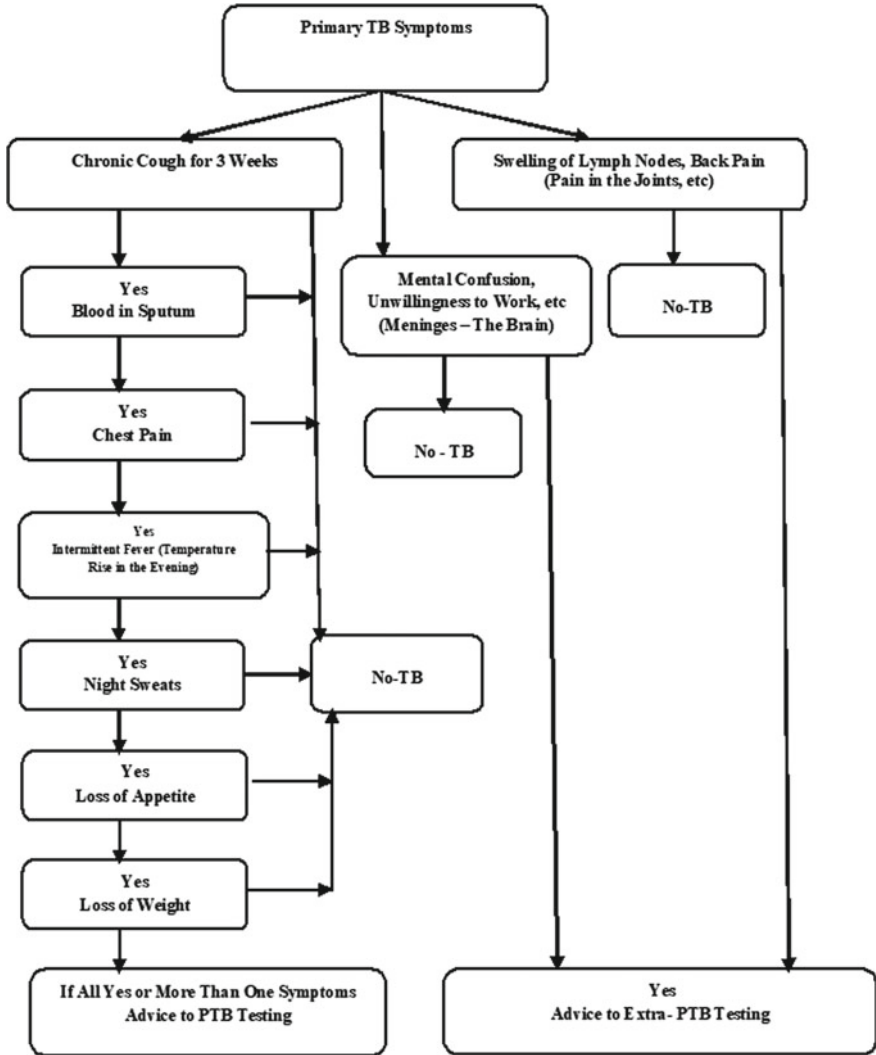 Primary TB Symptoms
Chronic Cough for 3 Weeks
Swelling of Lymph Nodes, Back Pain
(Pain in the Joints, etc)
Yes
Blood in Sputum
Mental Confusion,
Unwillingness to Work, etc
(Meninges – The Brain)
No-TB
Yes
Chest Pain
No - TB
Yes
Intermittent Fever (Temperature
Rise in the Evening)
Yes
Night Sweats
No-TB
Yes
Loss of Appetite
Yes
Loss of Weight
If All Yes or More Than One Symptoms
Advice to PTB Testing
Yes
Advice to Extra- PTB Testing